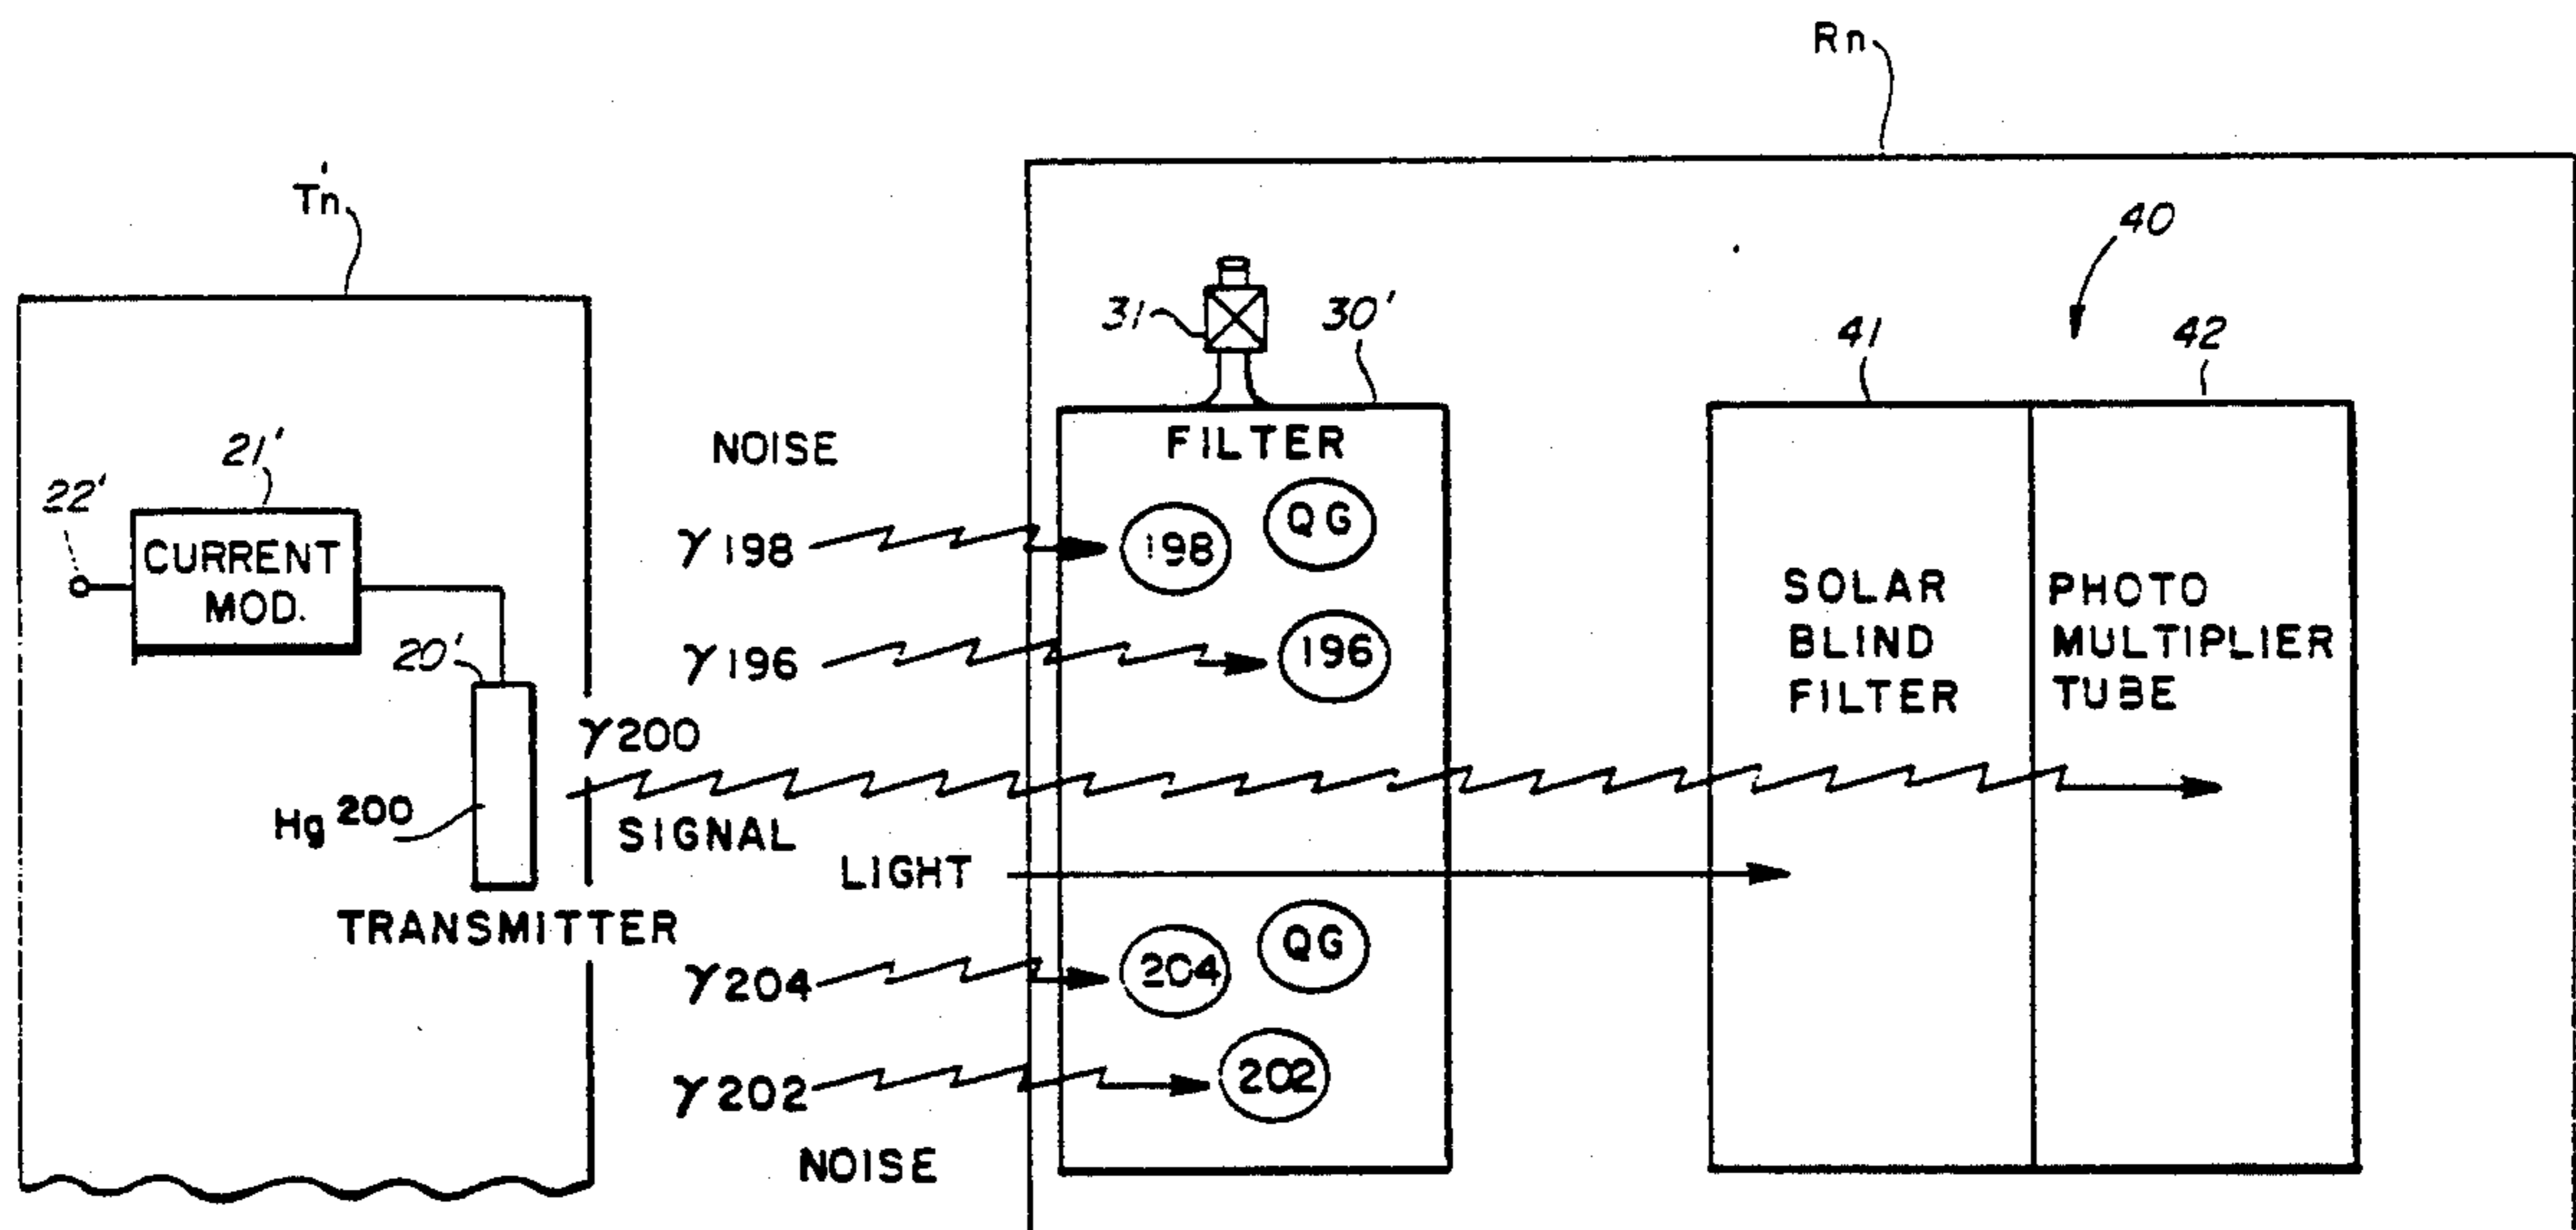 Rn
T'n
40
31
30'
41
42
NOISE
FILTER
21'
22'
CURRENT
MOD.
γ198
198
QG
SOLAR
BLIND
FILTER
PHOTO
MULTIPLIER
TUBE
γ196
196
20'
γ200
Hg 200
SIGNAL
LIGHT
TRANSMITTER
γ204
204
QG
γ202
202
NOISE